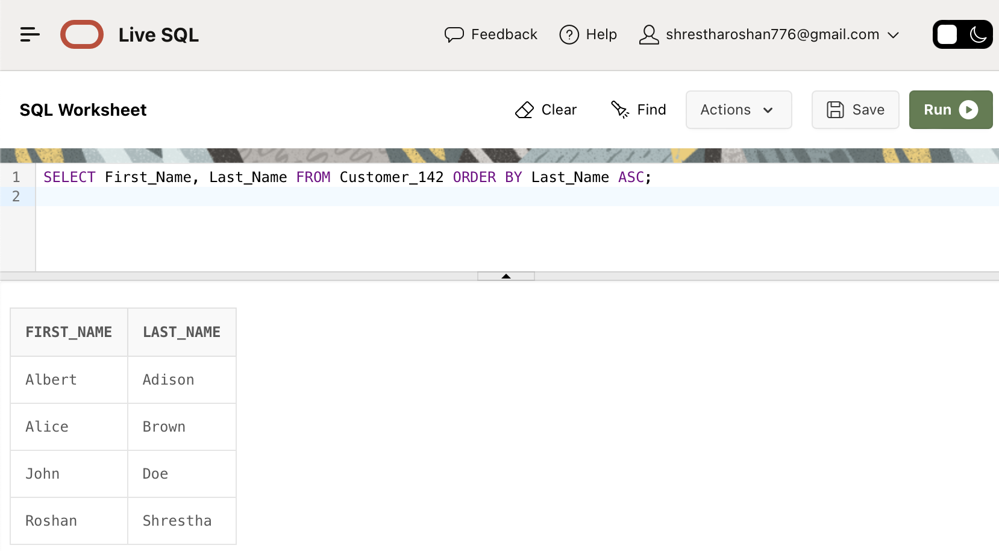 Live SQL Feedback Help shrestharoshan776@gmail.com
SQL Worksheet Clear Find Actions Save Run
1 SELECT First_Name, Last_Name FROM Customer_142 ORDER BY Last_Name ASC;
2
FIRST_NAME LAST_NAME
Albert Adison
Alice Brown
John Doe
Roshan Shrestha